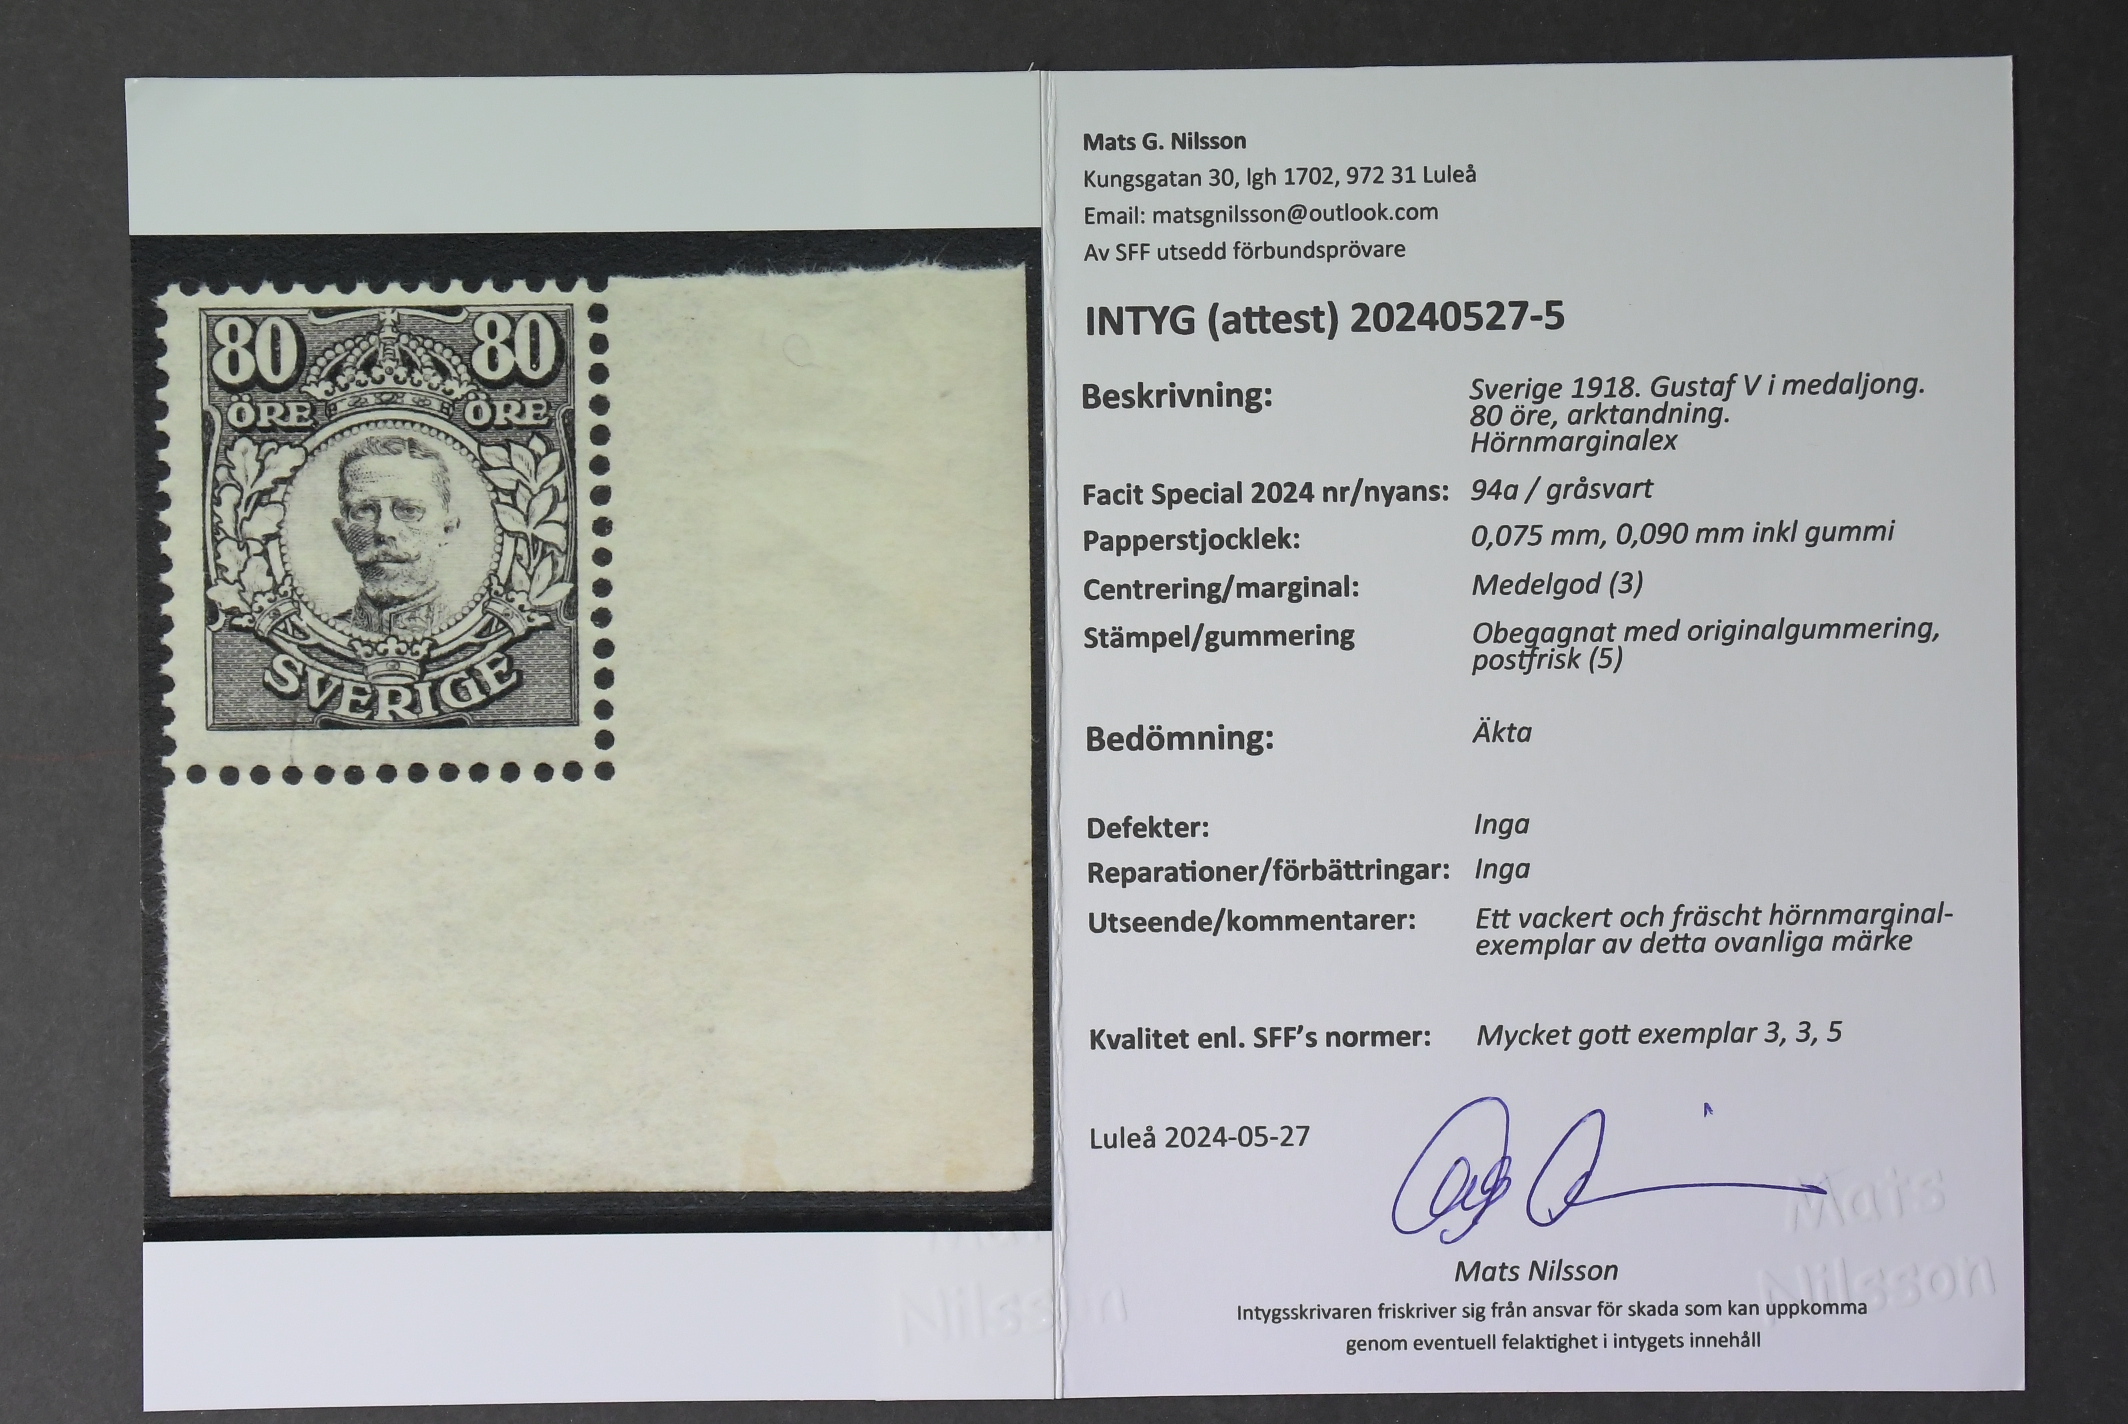 80 80
ÖRE ÖRE
SVERIGE
Mats G. Nilsson
Kungsgatan 30, lgh 1702, 972 31 Luleå
Email: matsgnilsson@outlook.com
Av SFF utsedd förbundsprövare
INTYG (attest) 20240527-5
Beskrivning: Sverige 1918. Gustaf V i medaljong.
80 öre, arktandning.
Hörnmarginalex
Facit Special 2024 nr/nyans: 94a / gråsvart
Papperstjocklek: 0,075 mm, 0,090 mm inkl gummi
Centrering/marginal: Medelgod (3)
Stämpel/gummering Obegagnat med originalgummering,
postfrisk (5)
Bedömning: Äkta
Defekter: Inga
Reparationer/förbättringar: Inga
Utseende/kommentarer: Ett vackert och fräscht hörnmarginal-
exemplar av detta ovanliga märke
Kvalitet enl. SFF's normer: Mycket gott exemplar 3, 3, 5
Luleå 2024-05-27
Mats
Nilsson
Mats Nilsson
Intygsskrivaren friskriver sig från ansvar för skada som kan uppkomma
genom eventuell felaktighet i intygets innehåll